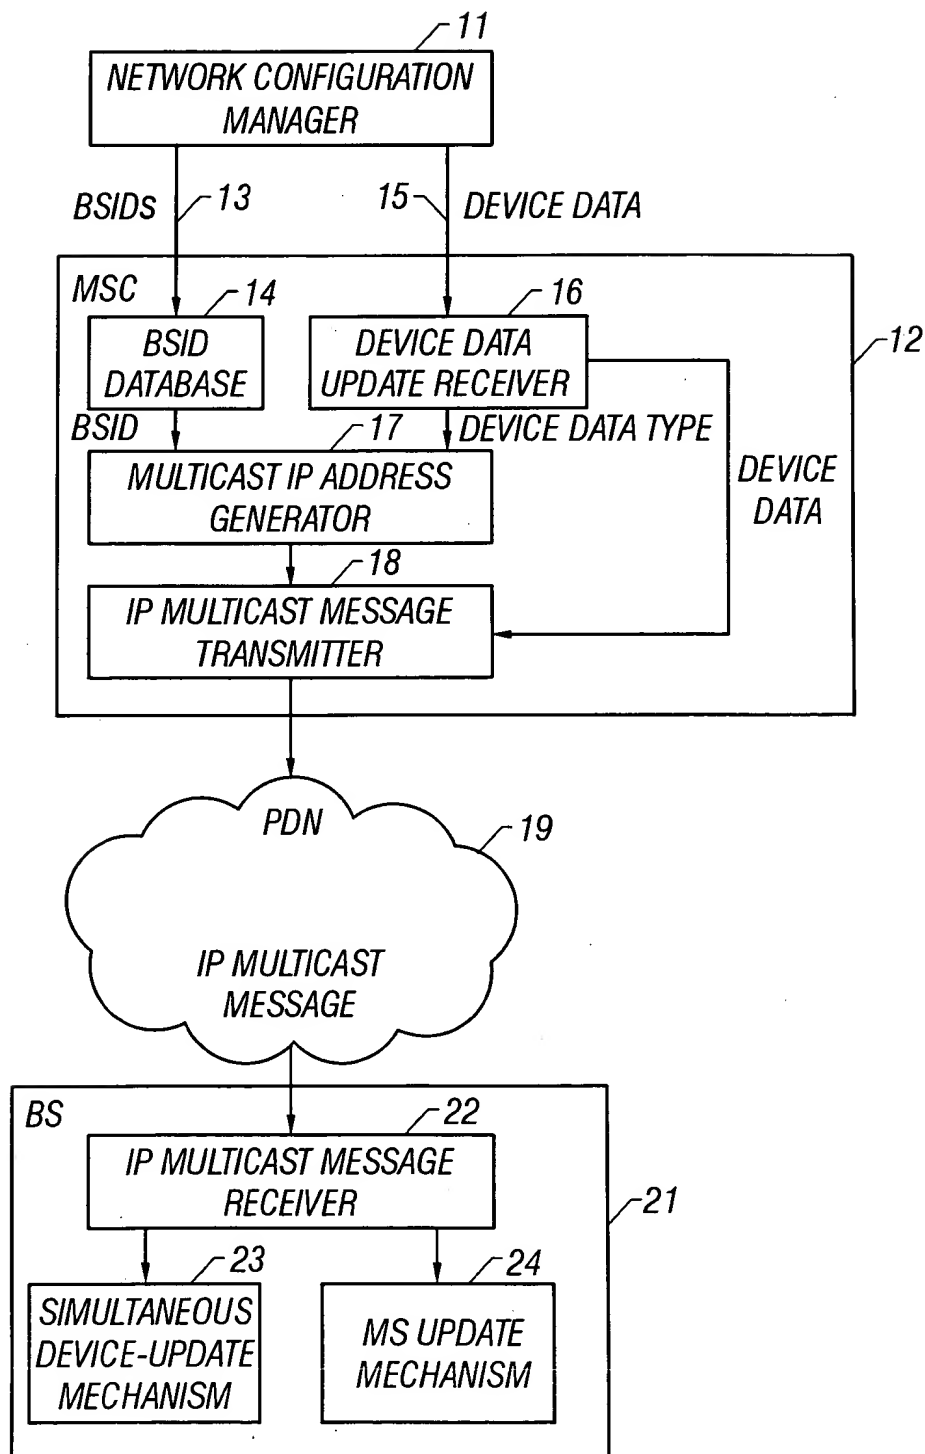 11
NETWORK CONFIGURATION
MANAGER
BSIDs
13
15
DEVICE DATA
MSC
14
16
12
BSID
DATABASE
DEVICE DATA
UPDATE RECEIVER
BSID
17
DEVICE DATA TYPE
MULTICAST IP ADDRESS
GENERATOR
DEVICE
DATA
18
IP MULTICAST MESSAGE
TRANSMITTER
PDN
19
IP MULTICAST
MESSAGE
BS
22
IP MULTICAST MESSAGE
RECEIVER
21
23
24
SIMULTANEOUS
DEVICE-UPDATE
MECHANISM
MS UPDATE
MECHANISM